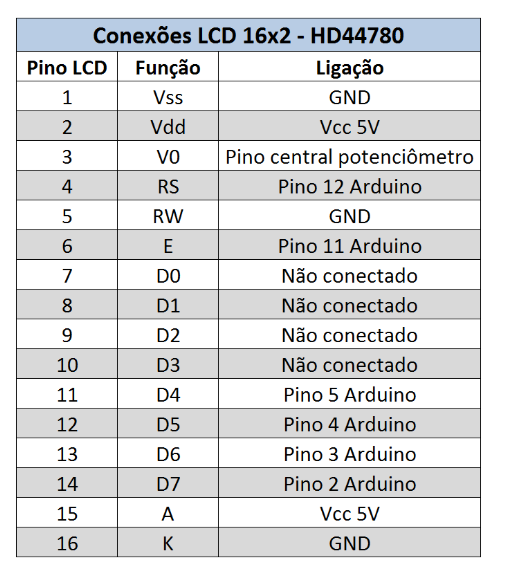 Conexões LCD 16x2 - HD44780
Pino LCD Função Ligação
1 Vss GND
2 Vdd Vcc 5V
3 V0 Pino central potenciômetro
4 RS Pino 12 Arduino
5 RW GND
6 E Pino 11 Arduino
7 D0 Não conectado
8 D1 Não conectado
9 D2 Não conectado
10 D3 Não conectado
11 D4 Pino 5 Arduino
12 D5 Pino 4 Arduino
13 D6 Pino 3 Arduino
14 D7 Pino 2 Arduino
15 A Vcc 5V
16 K GND